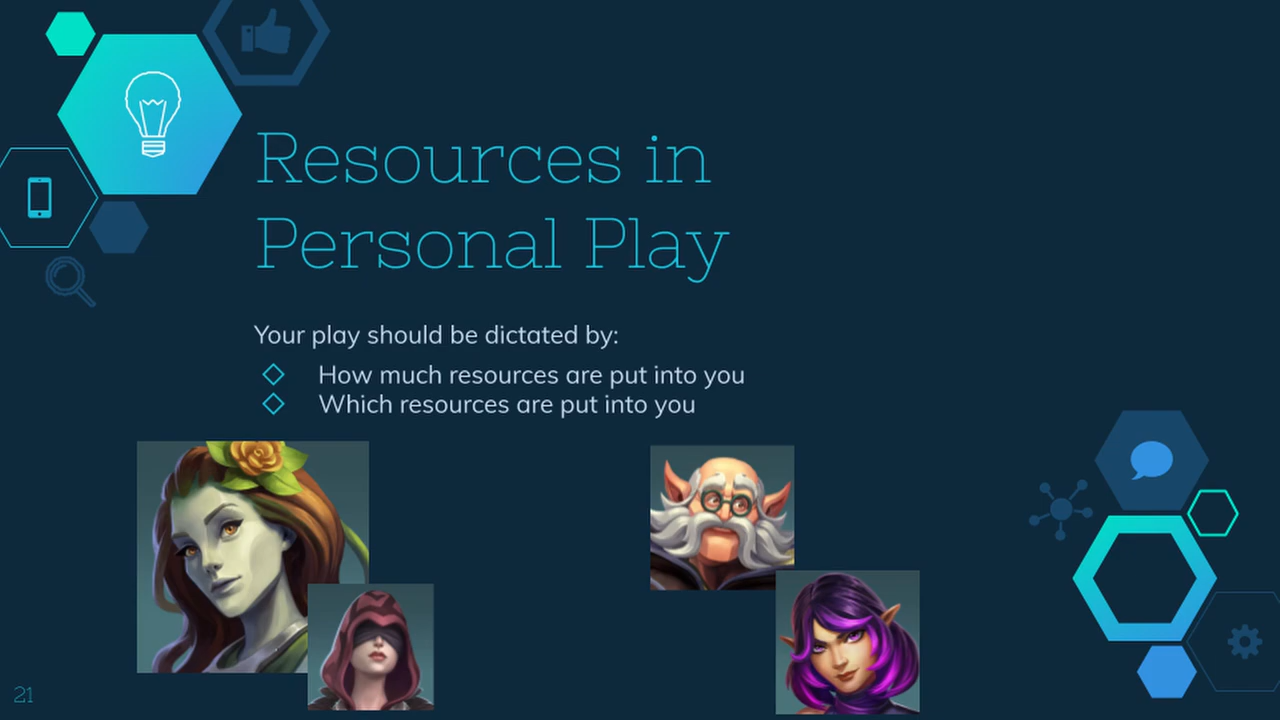 Resources in
Personal Play
Your play should be dictated by:
How much resources are put into you
Which resources are put into you
21